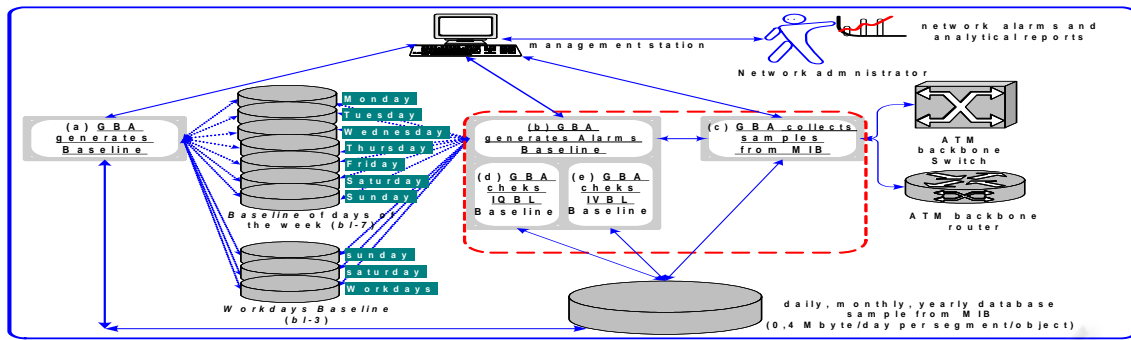 management station
network alarms and
analytical reports
Network admnistrator
(a) GBA
generates
Baseline
Monday
Tuesday
Wednesday
Thursday
Friday
Saturday
Sunday
Baseline of days of
the week (bl-7)
sunday
saturday
Workdays
Workdays Baseline
(bl-3)
(b) GBA
generates Alarms
Baseline
(c) GBA collects
samples
from MIB
(d) GBA
cheks
IQBL
Baseline
(e) GBA
cheks
IVBL
Baseline
ATM
backbone
Switch
ATM backbone
router
daily, monthly, yearly database
sample from MIB
(0,4 Mbyte/day per segment/object)